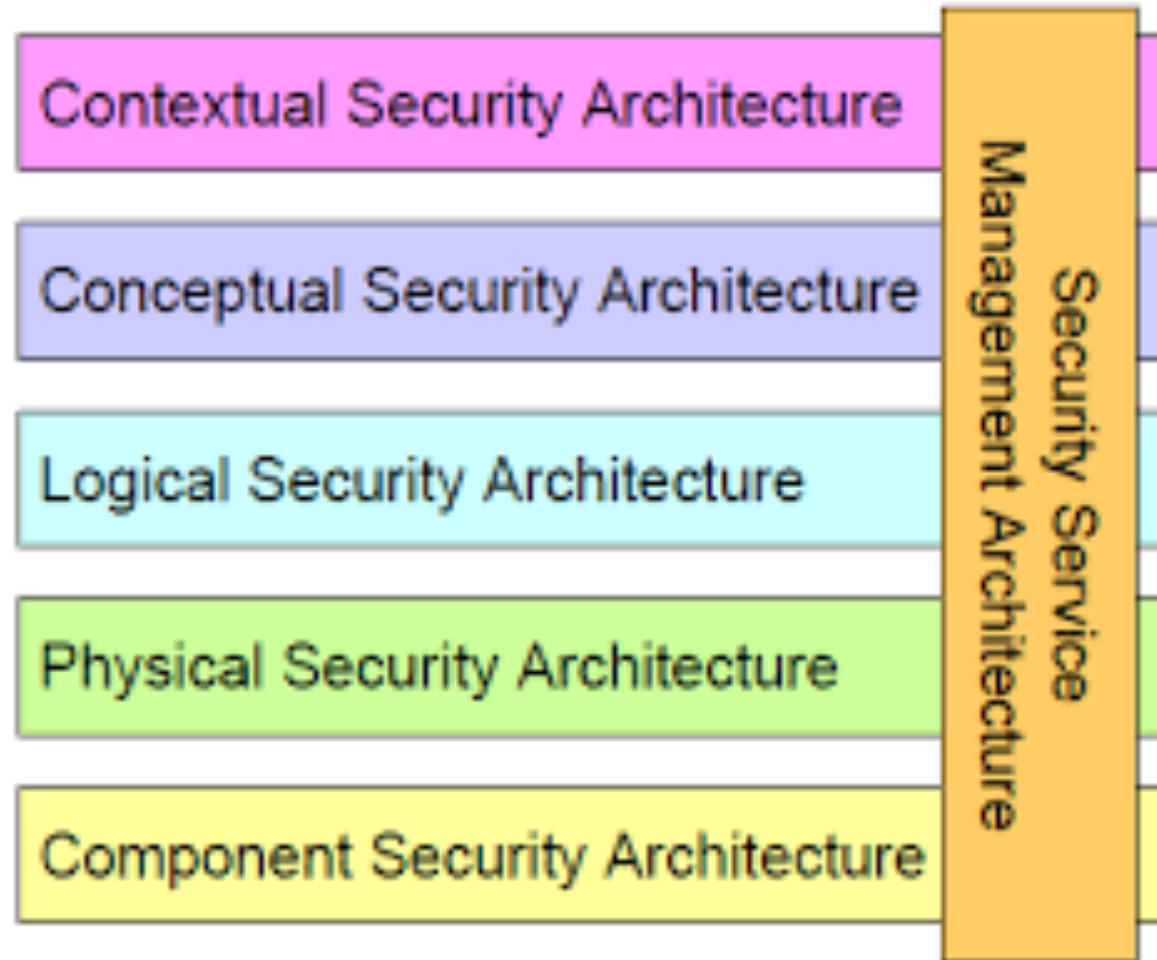 Contextual Security Architecture
Conceptual Security Architecture
Logical Security Architecture
Physical Security Architecture
Component Security Architecture
Security Service
Management Architecture